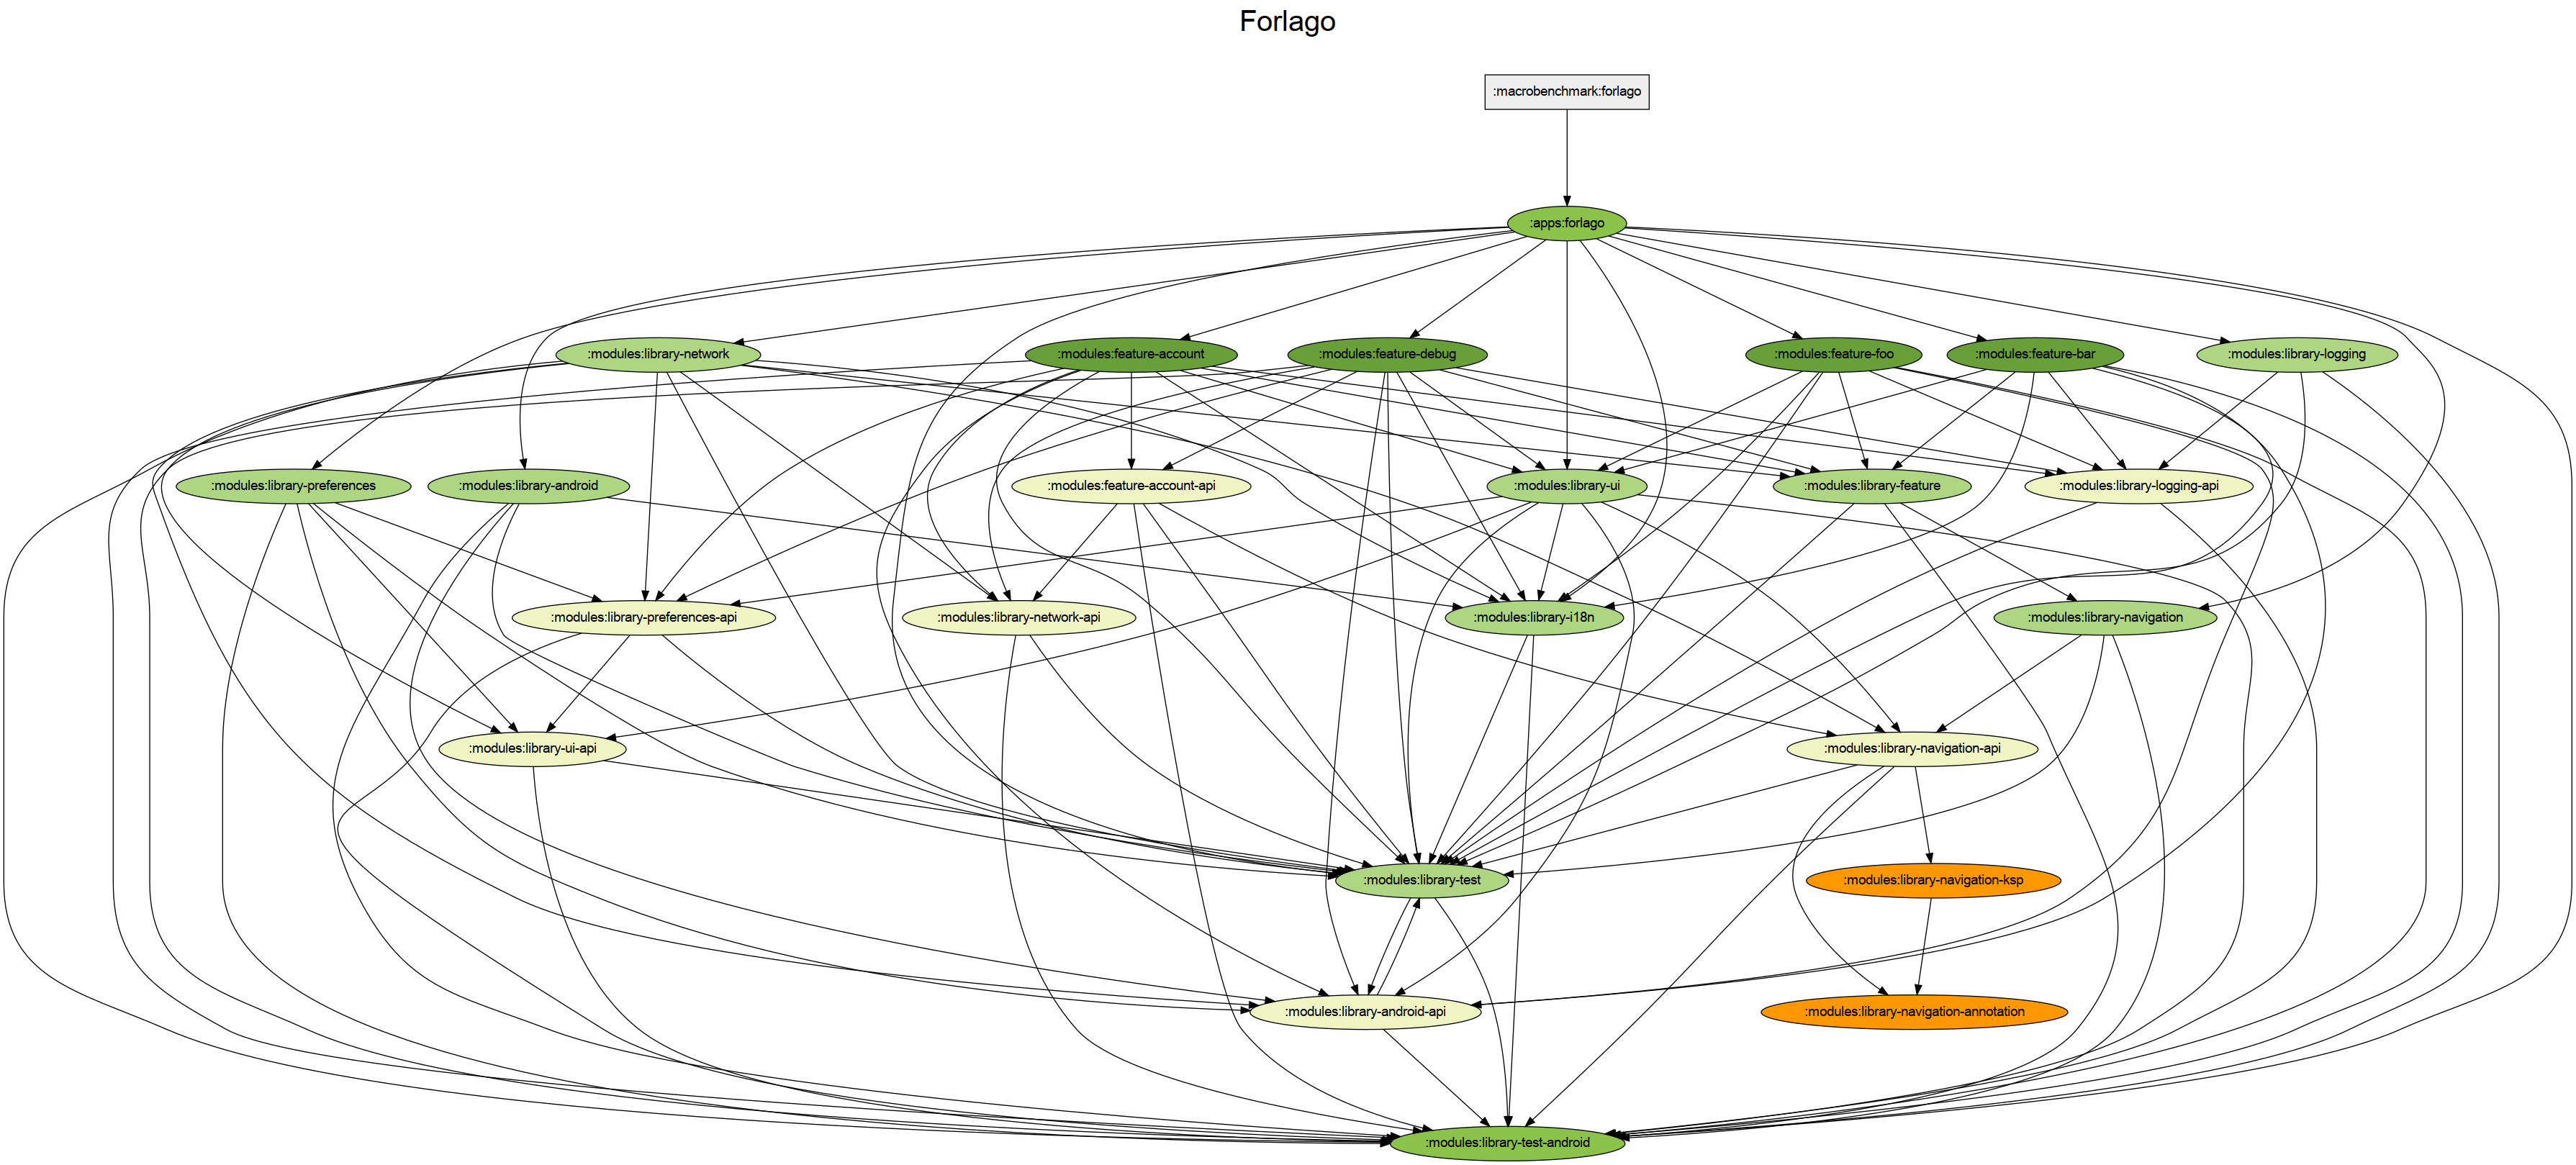 Forlago
:macrobenchmark:forlago
:apps:forlago
:modules:library-network
:modules:feature-account
:modules:feature-debug
:modules:feature-foo
:modules:feature-bar
:modules:library-logging
:modules:library-preferences
:modules:library-android
:modules:feature-account-api
:modules:library-ui
:modules:library-feature
:modules:library-logging-api
:modules:library-preferences-api
:modules:library-network-api
:modules:library-i18n
:modules:library-navigation
:modules:library-ui-api
:modules:library-navigation-api
:modules:library-test
:modules:library-navigation-ksp
:modules:library-android-api
:modules:library-navigation-annotation
:modules:library-test-android